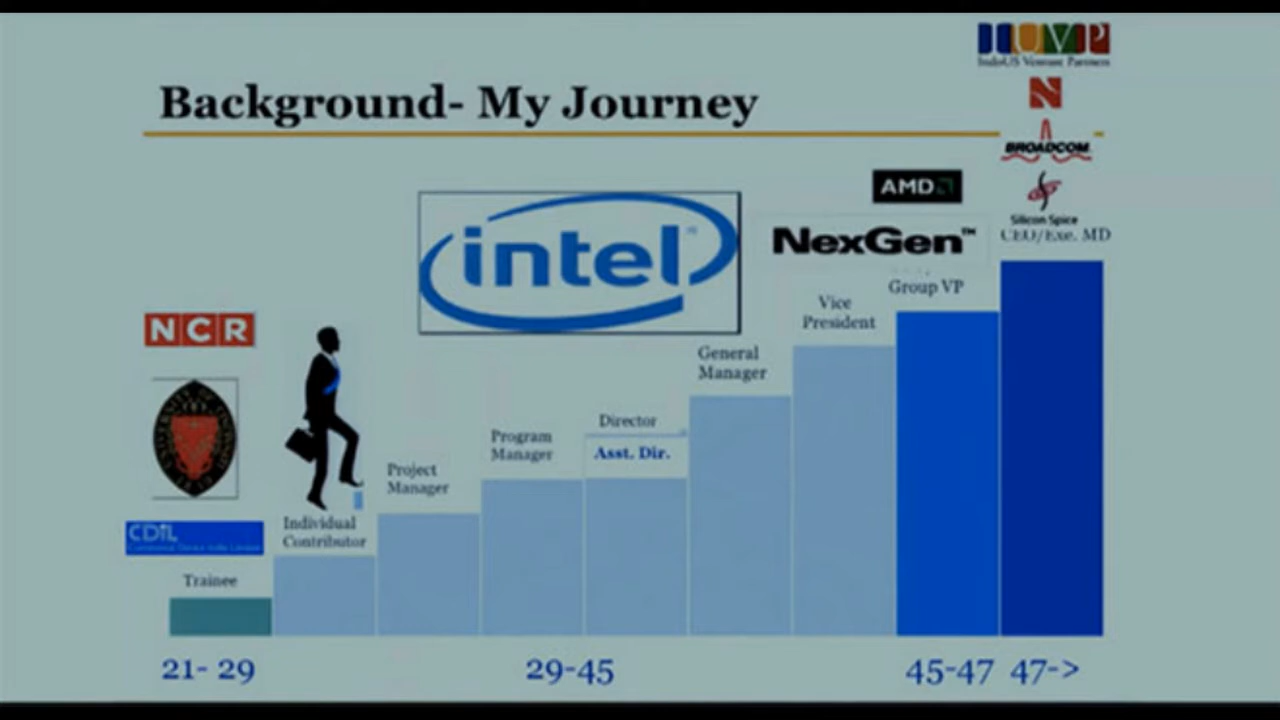 IUVP
IndoUS Venture Partners
Background- My Journey
N
BROADCOM
AMD
Silicon Spice
CEO/Exe. MD
intel
NexGen™
Group VP
Vice
President
NCR
General
Manager
Director
Asst. Dir.
Program
Manager
Project
Manager
Individual
Contributor
CDIL
Trainee
21- 29
29-45
45-47
47->